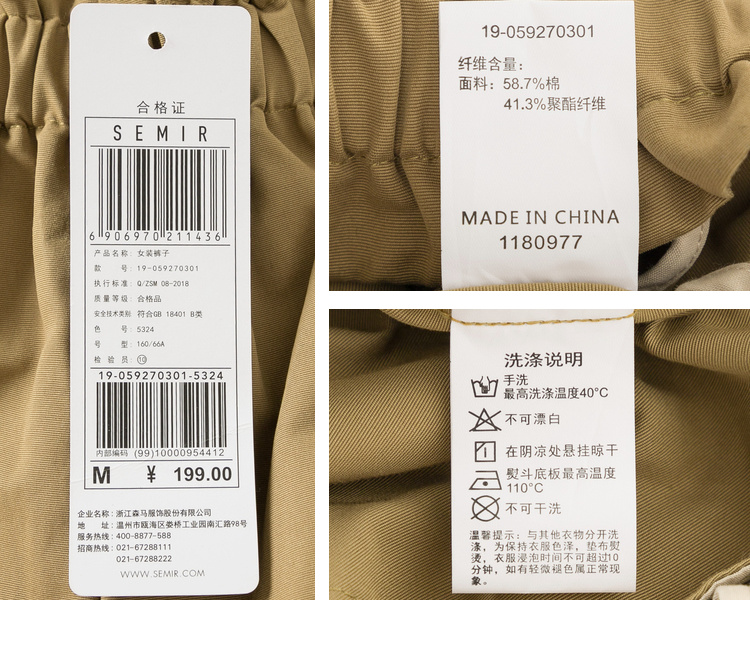 合格证
SEMIR
6 906970 211436
产品名称: 女装裤子
款 号: 19-059270301
执行标准: Q/ZSM 08-2018
质量等级: 合格品
安全技术类别: 符合GB 18401 B类
色 号: 5324
号 型: 160/66A
检 验 员: ⑩
19-059270301-5324
内部编码 (99)10000954412
M ¥ 199.00
企业名称: 浙江森马服饰股份有限公司
地 址: 温州市瓯海区娄桥工业园南汇路98号
服务热线: 400-8877-588
招商热线: 021-67288111
021-67288222
WWW.SEMIR.COM
19-059270301
纤维含量:
面料: 58.7%棉
41.3%聚酯纤维
MADE IN CHINA
1180977
洗涤说明
手洗
最高洗涤温度40°C
不可漂白
在阴凉处悬挂晾干
熨斗底板最高温度
110°C
不可干洗
温馨提示: 与其他衣物分开洗
涤, 为保持衣服色泽, 垫布熨
烫, 衣服浸泡时间不可超过10
分钟, 如有轻微褪色属正常现
象。